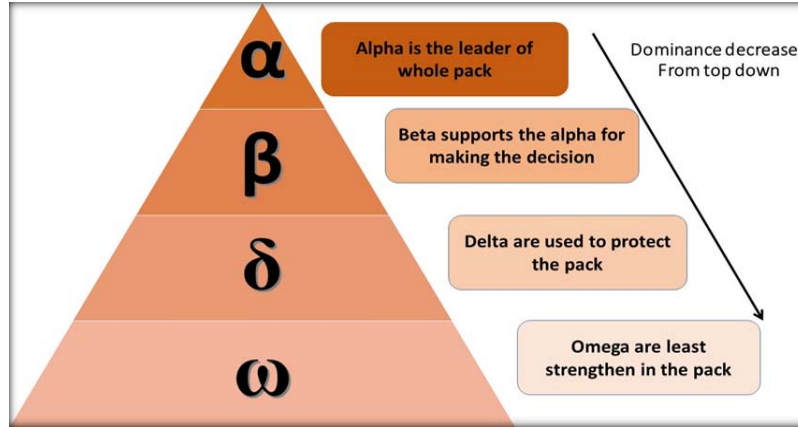 α
Alpha is the leader of
whole pack
Dominance decrease
From top down
β
Beta supports the alpha for
making the decision
δ
Delta are used to protect
the pack
ω
Omega are least
strengthen in the pack